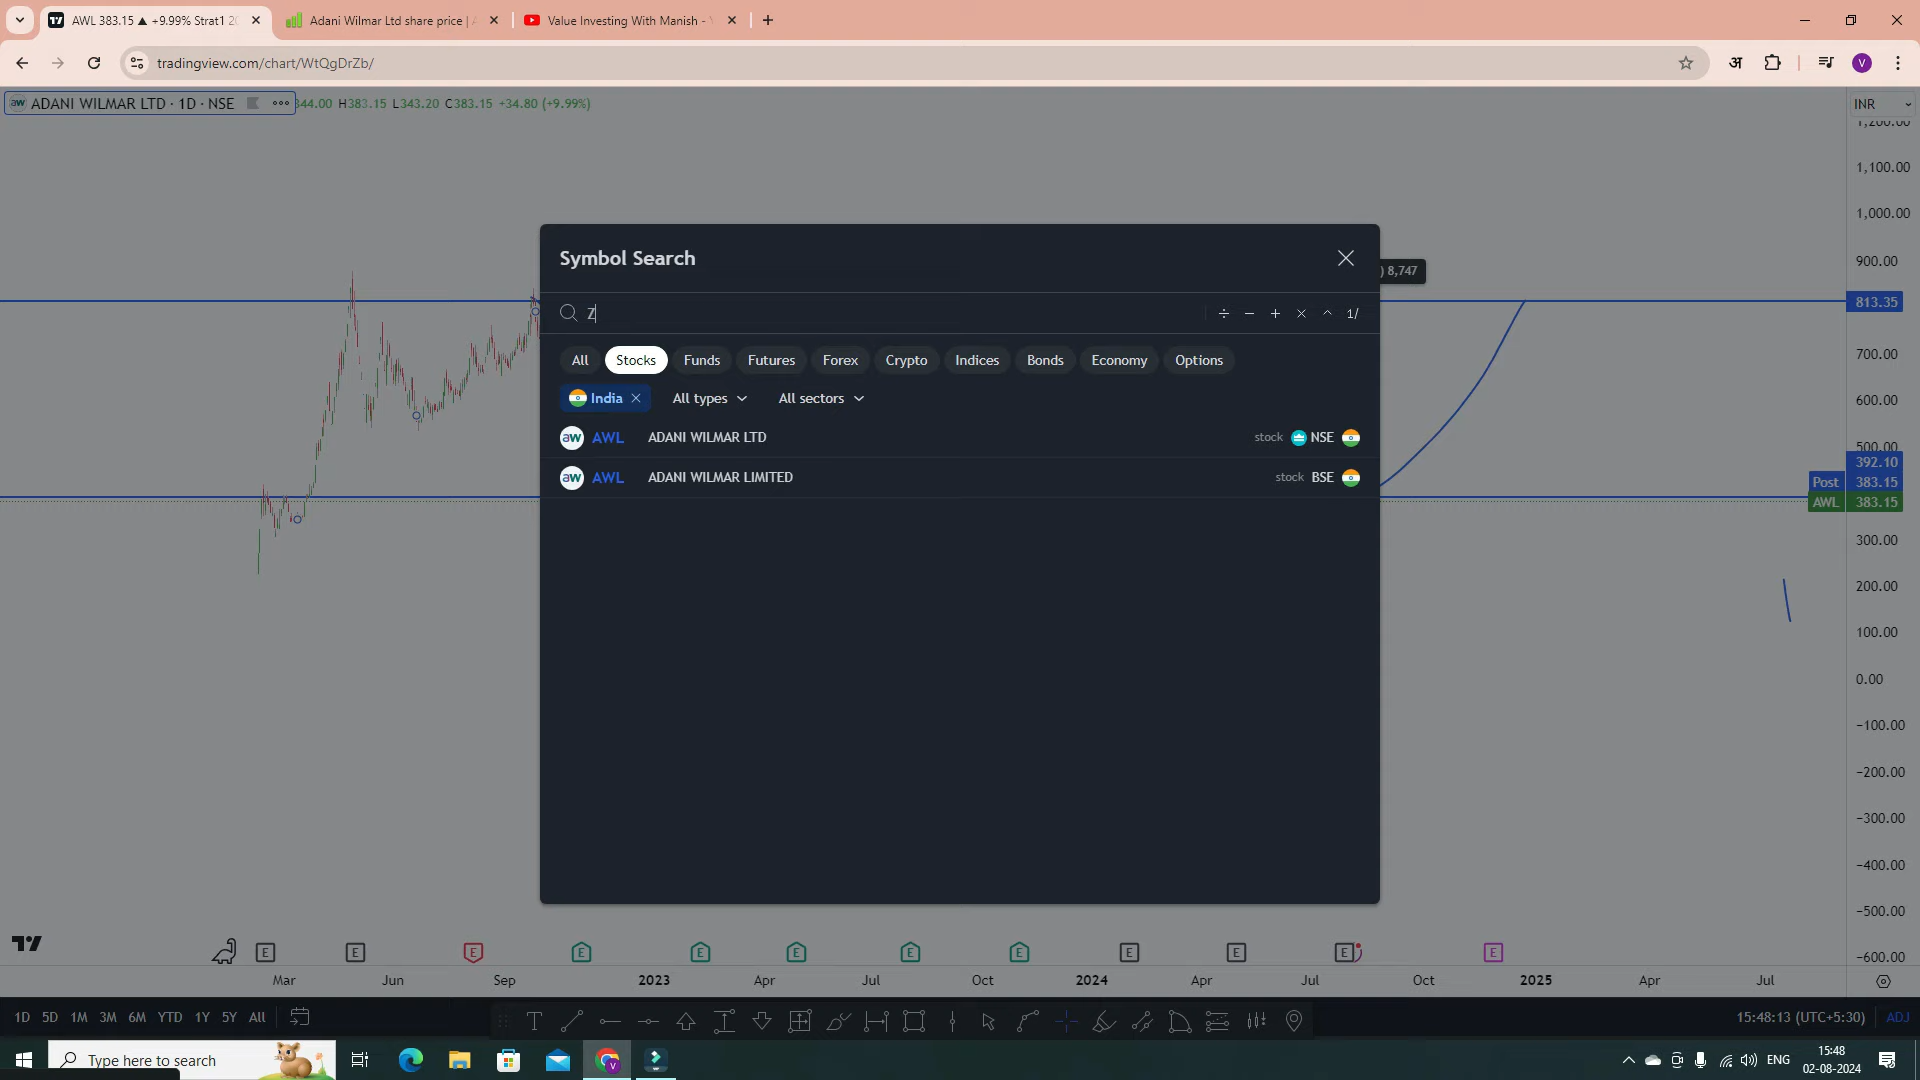 AWL 383.15 ▲ +9.99% Strat1 20
Adani Wilmar Ltd share price | A
Value Investing With Manish - Y
tradingview.com/chart/WtQgDrZb/
अ
V
aw ADANI WILMAR LTD · 1D · NSE 344.00 H383.15 L343.20 C383.15 +34.80 (+9.99%)
INR
1,200.00
1,100.00
1,000.00
900.00
813.35
700.00
600.00
500.00
392.10
Post 383.15
AWL 383.15
300.00
200.00
100.00
0.00
−100.00
−200.00
−300.00
−400.00
−500.00
−600.00
) 8,747
Symbol Search
Z
÷ − + × ^ 1/
All Stocks Funds Futures Forex Crypto Indices Bonds Economy Options
India All types All sectors
aw AWL ADANI WILMAR LTD stock NSE
aw AWL ADANI WILMAR LIMITED stock BSE
E E E E E E E E E E E E
Mar Jun Sep 2023 Apr Jul Oct 2024 Apr Jul Oct 2025 Apr Jul
1D 5D 1M 3M 6M YTD 1Y 5Y All
15:48:13 (UTC+5:30) ADJ
Type here to search
ENG
15:48
02-08-2024